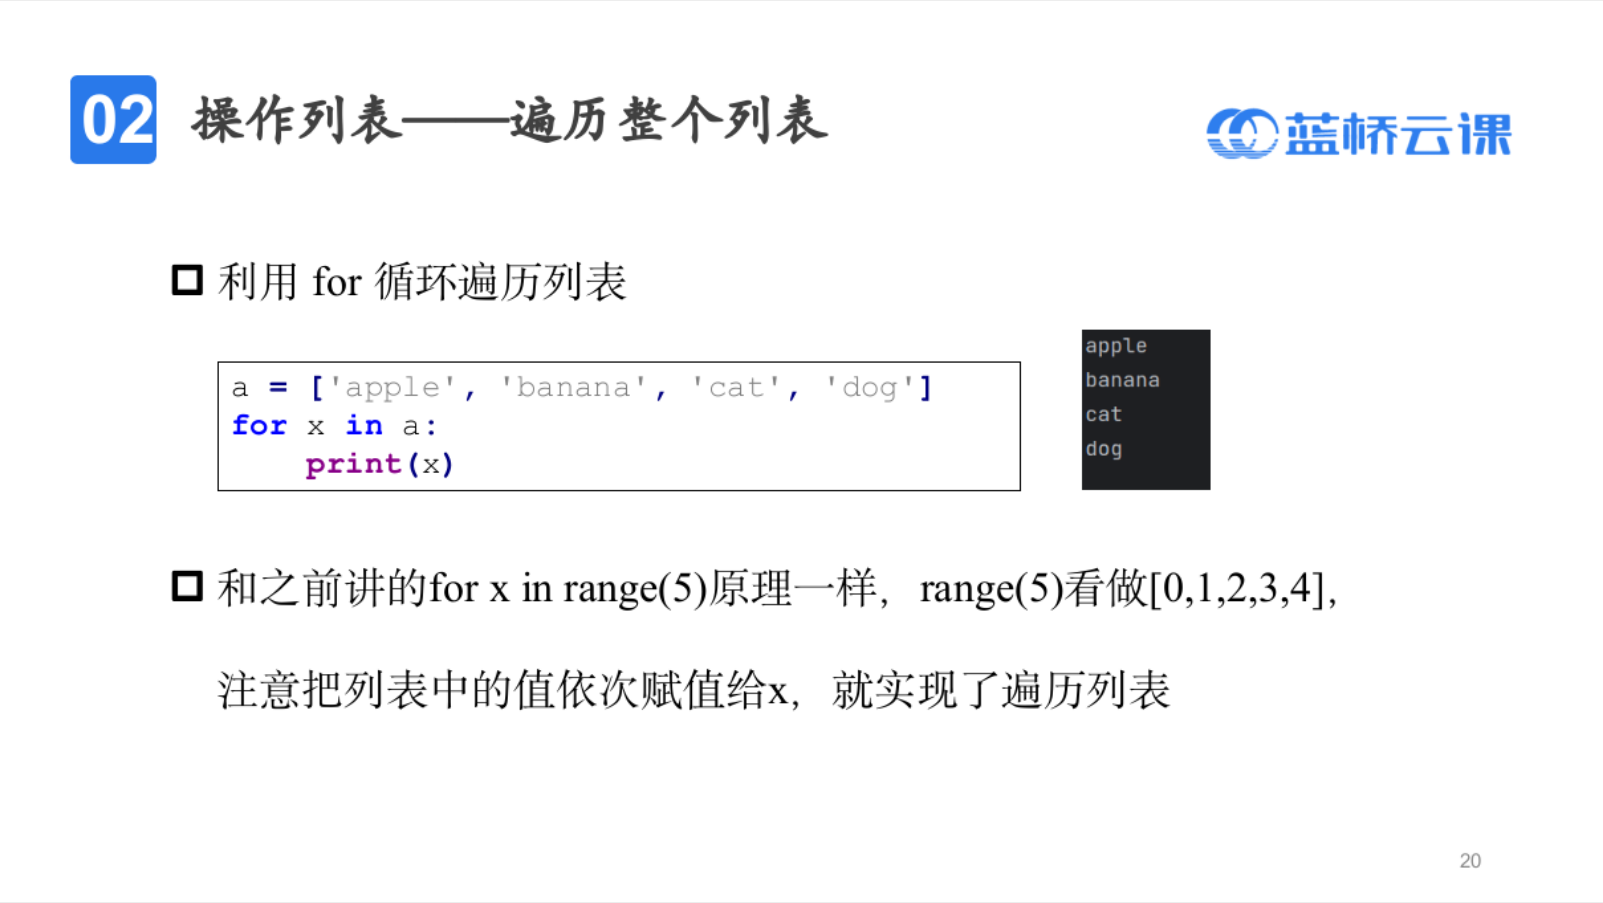 02 操作列表——遍历整个列表
蓝桥云课
利用 for 循环遍历列表
a = ['apple', 'banana', 'cat', 'dog']
for x in a:
    print(x)
apple
banana
cat
dog
和之前讲的for x in range(5)原理一样，range(5)看做[0,1,2,3,4]，
注意把列表中的值依次赋值给x，就实现了遍历列表
20